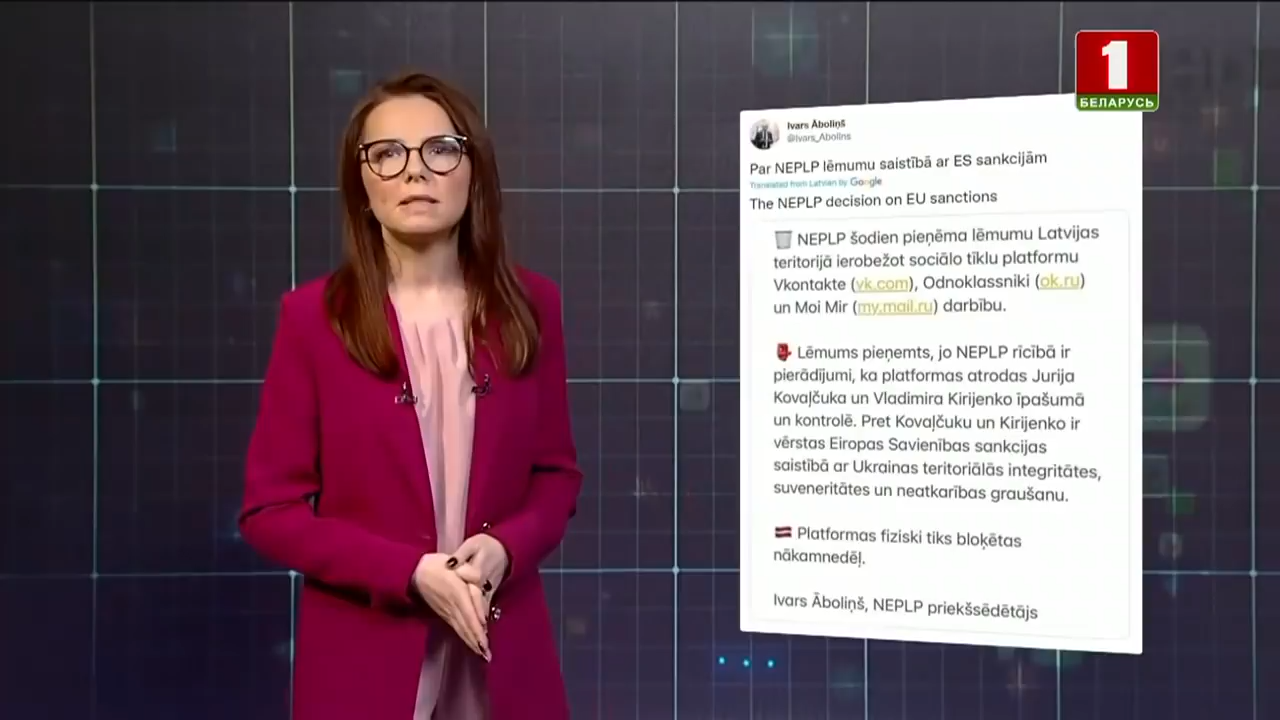 1
БЕЛАРУСЬ
Ivars Āboliņš
@Ivars_Abolins
Par NEPLP lēmumu saistībā ar ES sankcijām
Translated from Latvian by Google
The NEPLP decision on EU sanctions
NEPLP šodien pieņēma lēmumu Latvijas
teritorijā ierobežot sociālo tīklu platformu
Vkontakte (vk.com), Odnoklassniki (ok.ru)
un Moi Mir (my.mail.ru) darbību.
Lēmums pieņemts, jo NEPLP rīcībā ir
pierādījumi, ka platformas atrodas Jurija
Kovaļčuka un Vladimira Kirijenko īpašumā
un kontrolē. Pret Kovaļčuku un Kirijenko ir
vērstas Eiropas Savienības sankcijas
saistībā ar Ukrainas teritoriālās integritātes,
suveneritātes un neatkarības graušanu.
Platformas fiziski tiks bloķētas
nākamnedēļ.
Ivars Āboliņš, NEPLP priekšsēdētājs